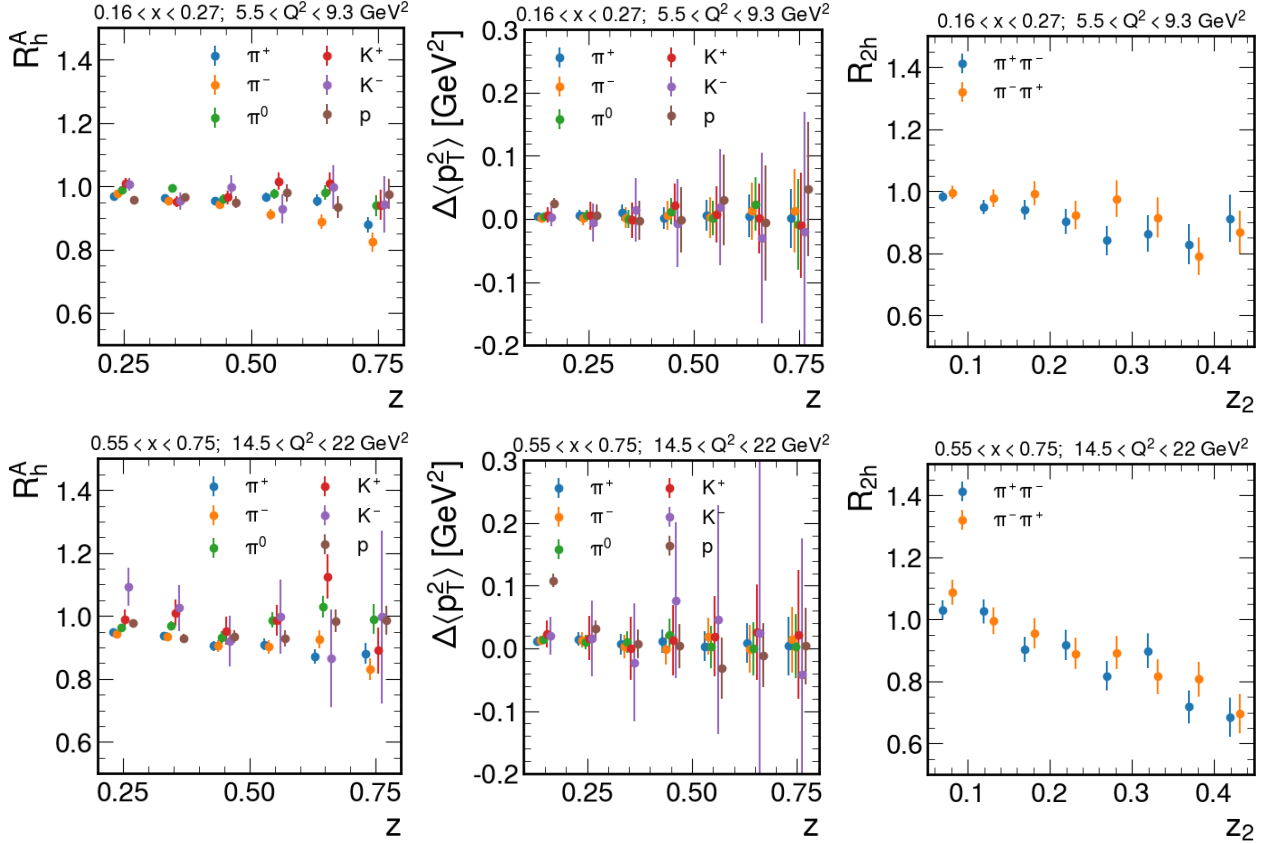 0.16 < x < 0.27; 5.5 < Q² < 9.3 GeV²
R_h^A
1.4
1.2
1.0
0.8
0.6
π⁺
π⁻
π⁰
K⁺
K⁻
p
0.25
0.50
0.75
z
0.16 < x < 0.27; 5.5 < Q² < 9.3 GeV²
Δ⟨p_T²⟩ [GeV²]
0.3
0.2
0.1
0.0
-0.1
-0.2
π⁺
π⁻
π⁰
K⁺
K⁻
p
0.25
0.50
0.75
z
0.16 < x < 0.27; 5.5 < Q² < 9.3 GeV²
R_2h
1.4
1.2
1.0
0.8
0.6
π⁺π⁻
π⁻π⁺
0.1
0.2
0.3
0.4
z₂
0.55 < x < 0.75; 14.5 < Q² < 22 GeV²
R_h^A
1.4
1.2
1.0
0.8
0.6
π⁺
π⁻
π⁰
K⁺
K⁻
p
0.25
0.50
0.75
z
0.55 < x < 0.75; 14.5 < Q² < 22 GeV²
Δ⟨p_T²⟩ [GeV²]
0.3
0.2
0.1
0.0
-0.1
-0.2
π⁺
π⁻
π⁰
K⁺
K⁻
p
0.25
0.50
0.75
z
0.55 < x < 0.75; 14.5 < Q² < 22 GeV²
R_2h
1.4
1.2
1.0
0.8
0.6
π⁺π⁻
π⁻π⁺
0.1
0.2
0.3
0.4
z₂